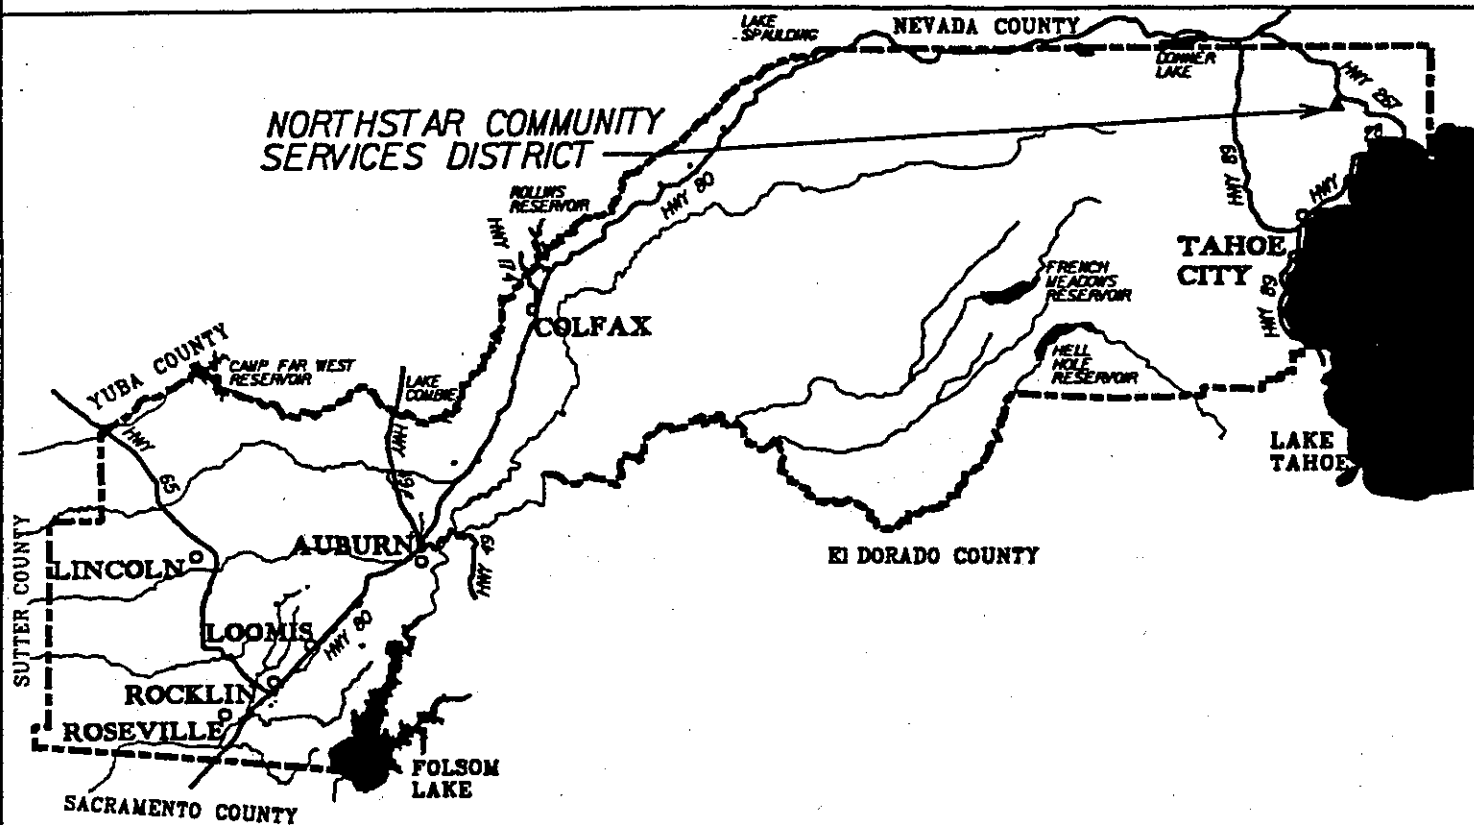 LAKE
SPAULDING
NEVADA COUNTY
DONNER
LAKE
HWY 267
NORTHSTAR COMMUNITY
SERVICES DISTRICT
28
HWY
HWY 89
ROLLINS
RESERVOIR
HWY 80
HWY 174
TAHOE
CITY
FRENCH
MEADOWS
RESERVOIR
HWY 89
COLFAX
YUBA COUNTY
CAMP FAR WEST
RESERVOIR
LAKE
COMBIE
HELL
HOLE
RESERVOIR
HWY
65
HWY 49
LAKE
TAHOE
SUTTER COUNTY
AUBURN
HWY 49
El DORADO COUNTY
LINCOLN
LOOMIS
HWY 80
ROCKLIN
ROSEVILLE
FOLSOM
LAKE
SACRAMENTO COUNTY